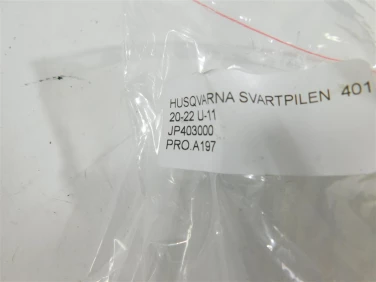 HUSQVARNA SVARTPILEN 401
20-22 U-11
JP403000
PRO.A197